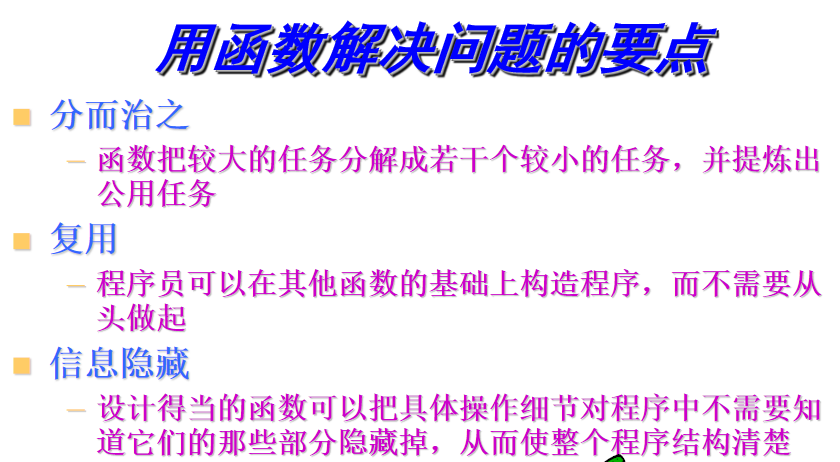 用函数解决问题的要点
分而治之
– 函数把较大的任务分解成若干个较小的任务，并提炼出
公用任务
复用
– 程序员可以在其他函数的基础上构造程序，而不需要从
头做起
信息隐藏
– 设计得当的函数可以把具体操作细节对程序中不需要知
道它们的那些部分隐藏掉，从而使整个程序结构清楚